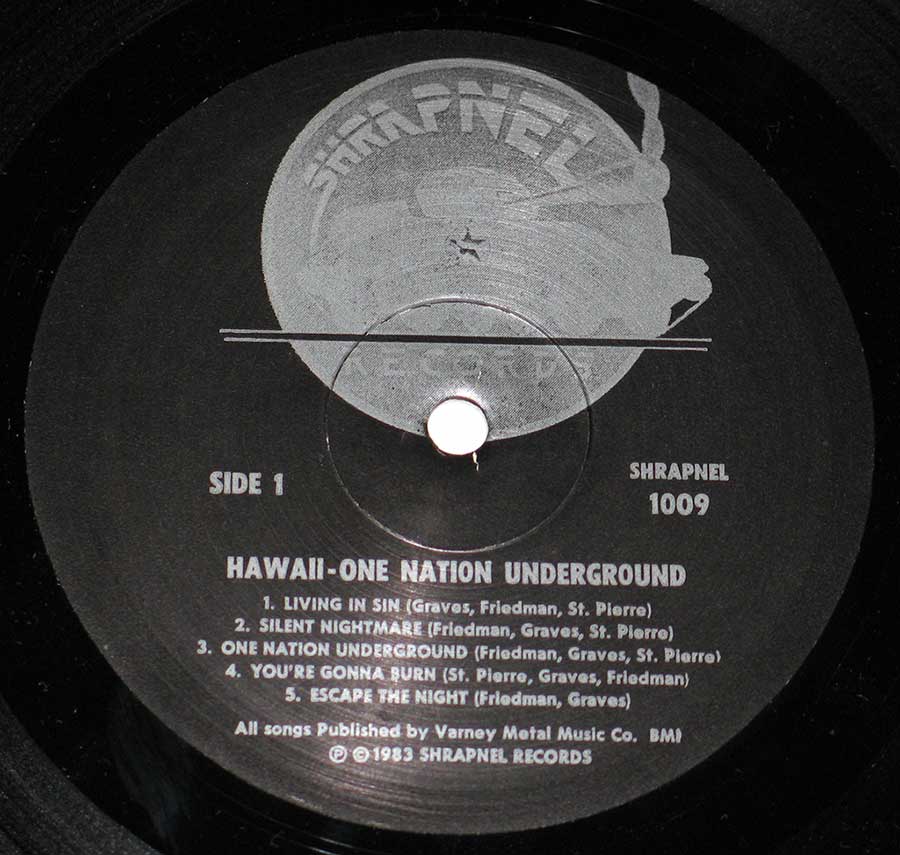 SHRAPNEL
RECORDS
SIDE 1
SHRAPNEL
1009
HAWAII-ONE NATION UNDERGROUND
1. LIVING IN SIN (Graves, Friedman, St. Pierre)
2. SILENT NIGHTMARE (Friedman, Graves, St. Pierre)
3. ONE NATION UNDERGROUND (Friedman, Graves, St. Pierre)
4. YOU'RE GONNA BURN (St. Pierre, Graves, Friedman)
5. ESCAPE THE NIGHT (Friedman, Graves)
All songs Published by Varney Metal Music Co. BMI
℗ ©1983 SHRAPNEL RECORDS